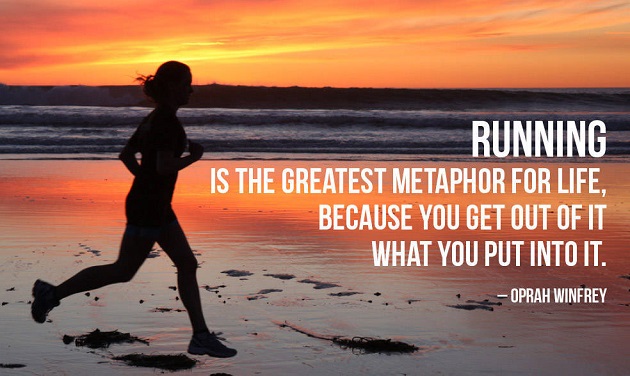 RUNNING
IS THE GREATEST METAPHOR FOR LIFE,
BECAUSE YOU GET OUT OF IT
WHAT YOU PUT INTO IT.
– OPRAH WINFREY